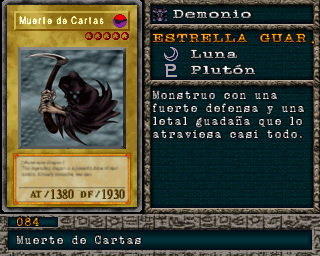 Muerte de Cartas
AT/1380 DF/1930
Demonio
ESTRELLA GUAR.
Luna
Plutón
Monstruo con una
fuerte defensa y una
letal guadaña que lo
atraviesa casi todo.
084
Muerte de Cartas